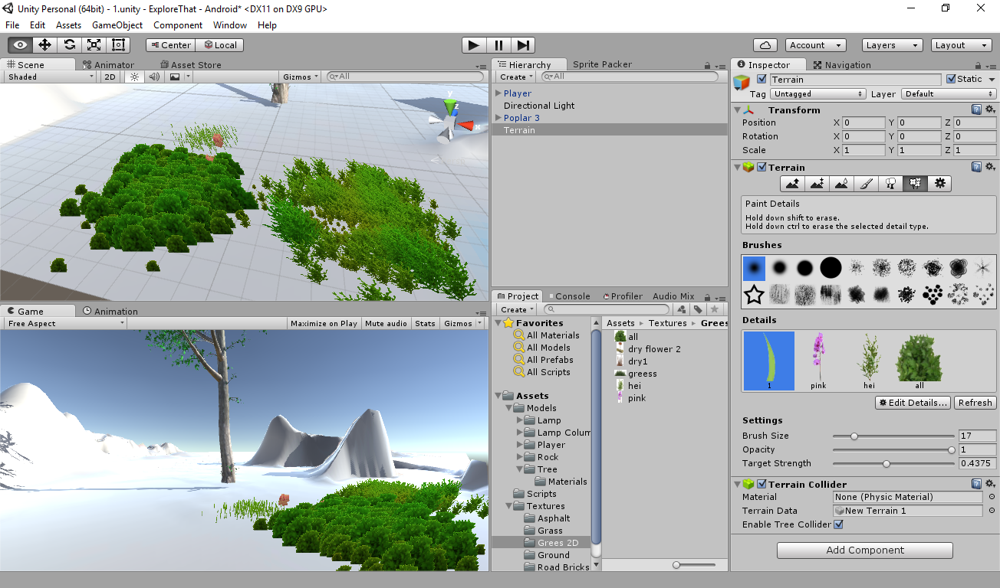 Unity Personal (64bit) - 1.unity - ExploreThat - Android* <DX11 on DX9 GPU>
File Edit Assets GameObject Component Window Help
Center Local
Account Layers Layout
Scene Animator Asset Store
Shaded 2D Gizmos All
y
z
x
Game Animation
Free Aspect Maximize on Play Mute audio Stats Gizmos
Hierarchy Sprite Packer
Create All
Player
Directional Light
Poplar 3
Terrain
Project Console Profiler Audio Mix
Create
Favorites
All Materials
All Models
All Prefabs
All Scripts
Assets
Models
Lamp
Lamp Colum
Player
Rock
Tree
Materials
Scripts
Textures
Asphalt
Grass
Grees 2D
Ground
Road Bricks
Assets Textures Grees
all
dry flower 2
dry1
greess
hei
pink
Inspector Navigation
Terrain Static
Tag Untagged Layer Default
Transform
Position X 0 Y 0 Z 0
Rotation X 0 Y 0 Z 0
Scale X 1 Y 1 Z 1
Terrain
Paint Details
Hold down shift to erase.
Hold down ctrl to erase the selected detail type.
Brushes
Details
1 pink hei all
Edit Details... Refresh
Settings
Brush Size 17
Opacity 1
Target Strength 0.4375
Terrain Collider
Material None (Physic Material)
Terrain Data New Terrain 1
Enable Tree Collider
Add Component